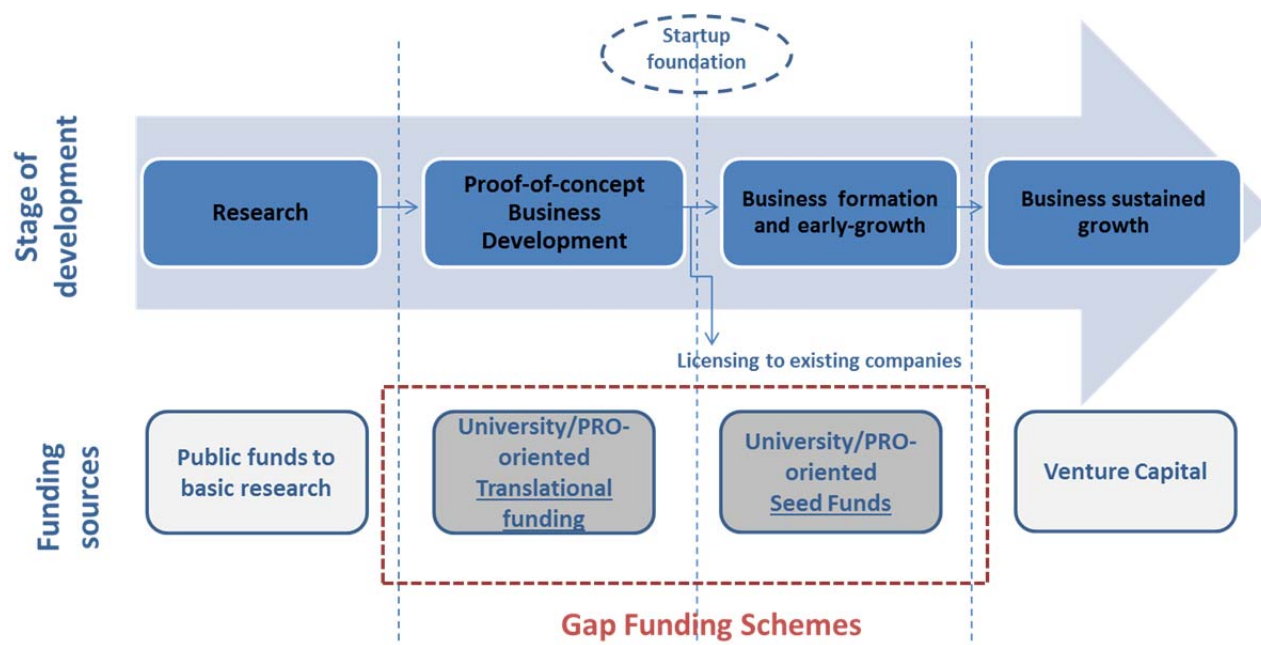 Startup
foundation
Stage of
development
Research
Proof-of-concept
Business
Development
Business formation
and early-growth
Business sustained
growth
Licensing to existing companies
Funding
sources
Public funds to
basic research
University/PRO-
oriented
Translational
funding
University/PRO-
oriented
Seed Funds
Venture Capital
Gap Funding Schemes